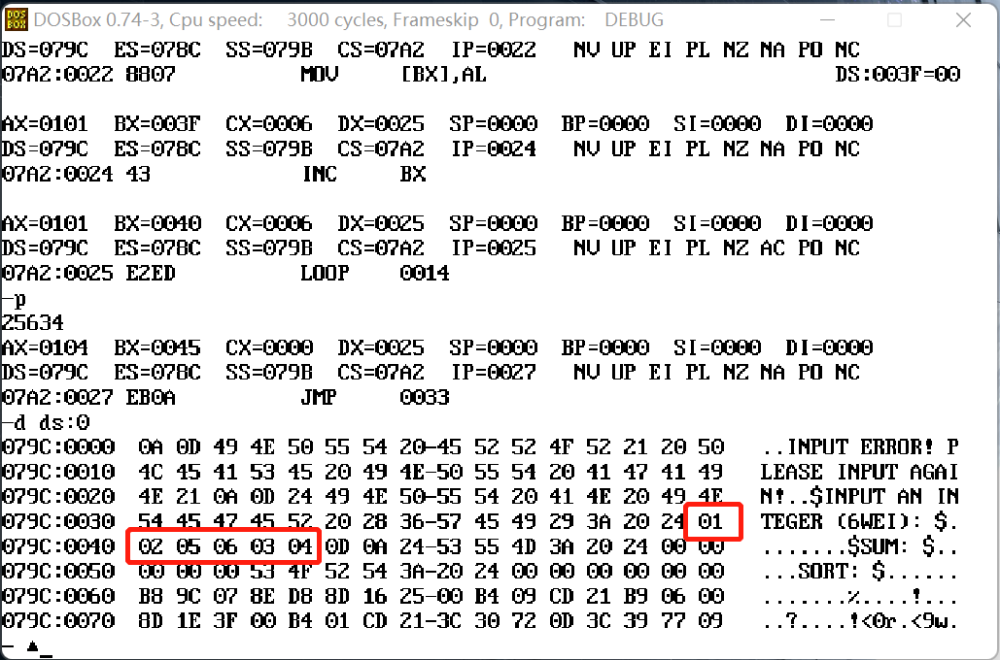 DOSBox 0.74-3, Cpu speed: 3000 cycles, Frameskip 0, Program: DEBUG
DS=079C ES=078C SS=079B CS=07A2 IP=0022 NV UP EI PL NZ NA PO NC
07A2:0022 8807 MOV [BX],AL DS:003F=00
AX=0101 BX=003F CX=0006 DX=0025 SP=0000 BP=0000 SI=0000 DI=0000
DS=079C ES=078C SS=079B CS=07A2 IP=0024 NV UP EI PL NZ NA PO NC
07A2:0024 43 INC BX
AX=0101 BX=0040 CX=0006 DX=0025 SP=0000 BP=0000 SI=0000 DI=0000
DS=079C ES=078C SS=079B CS=07A2 IP=0025 NV UP EI PL NZ AC PO NC
07A2:0025 E2ED LOOP 0014
-p
25634
AX=0104 BX=0045 CX=0000 DX=0025 SP=0000 BP=0000 SI=0000 DI=0000
DS=079C ES=078C SS=079B CS=07A2 IP=0027 NV UP EI PL NZ NA PO NC
07A2:0027 EB0A JMP 0033
-d ds:0
079C:0000 0A 0D 49 4E 50 55 54 20-45 52 52 4F 52 21 20 50 ..INPUT ERROR! P
079C:0010 4C 45 41 53 45 20 49 4E-50 55 54 20 41 47 41 49 LEASE INPUT AGAI
079C:0020 4E 21 0A 0D 24 49 4E 50-55 54 20 41 4E 20 49 4E N!..$INPUT AN IN
079C:0030 54 45 47 45 52 20 28 36-57 45 49 29 3A 20 24 01 TEGER (6WEI): $.
079C:0040 02 05 06 03 04 0D 0A 24-53 55 4D 3A 20 24 00 00 .......$SUM: $..
079C:0050 00 00 00 53 4F 52 54 3A-20 24 00 00 00 00 00 00 ...SORT: $......
079C:0060 B8 9C 07 8E D8 8D 16 25-00 B4 09 CD 21 B9 06 00 .......%....!...
079C:0070 8D 1E 3F 00 B4 01 CD 21-3C 30 72 0D 3C 39 77 09 ..?....!<0r.<9w.
-